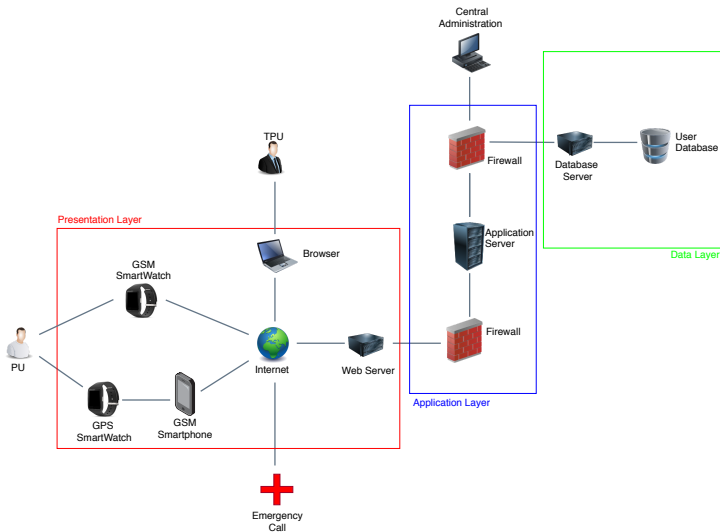 Central
Administration
TPU
Firewall
Database
Server
User
Database
Presentation Layer
Browser
Application
Server
Data Layer
GSM
SmartWatch
PU
Internet
Web Server
Firewall
GPS
SmartWatch
GSM
Smartphone
Application Layer
Emergency
Call